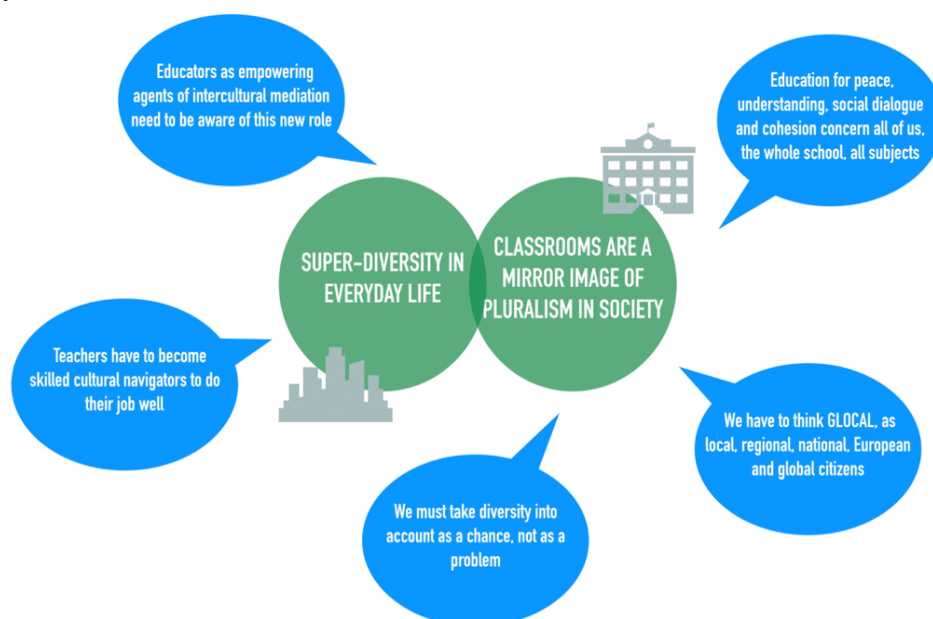 Educators as empowering
agents of intercultural mediation
need to be aware of this new role
Education for peace,
understanding, social dialogue
and cohesion concern all of us,
the whole school, all subjects
SUPER-DIVERSITY IN
EVERYDAY LIFE
CLASSROOMS ARE A
MIRROR IMAGE OF
PLURALISM IN SOCIETY
Teachers have to become
skilled cultural navigators to do
their job well
We have to think GLOCAL, as
local, regional, national, European
and global citizens
We must take diversity into
account as a chance, not as a
problem